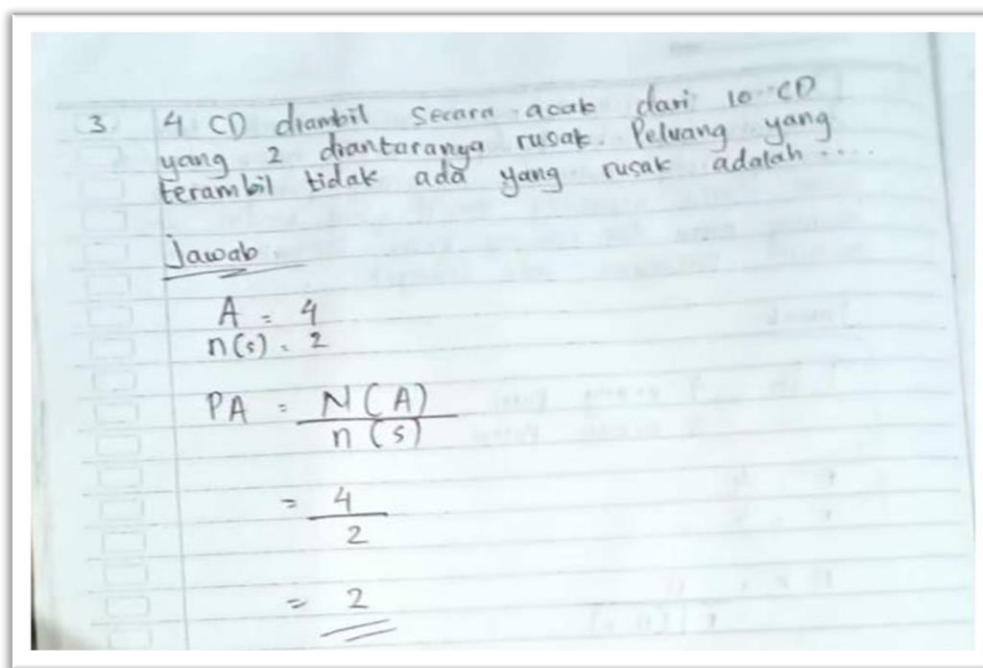 3. 4 CD diambil secara acak dari 10 CD
yang 2 diantaranya rusak. Peluang yang
terambil tidak ada yang rusak adalah ....
Jawab
A = 4
n(s) = 2
PA = N(A)
n(s)
= 4
2
= 2